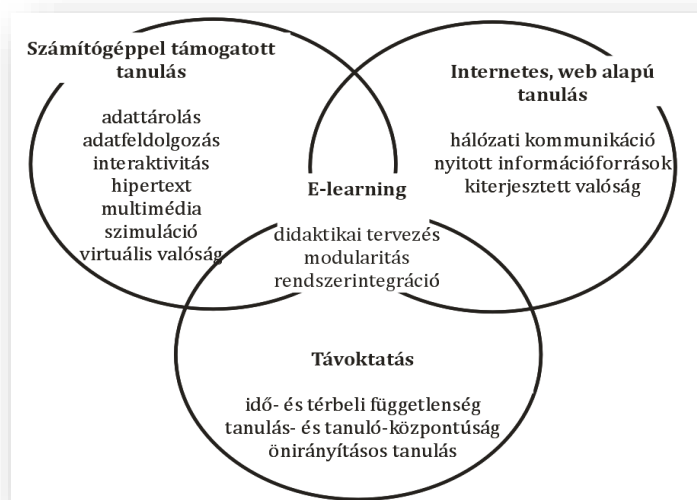 Számítógéppel támogatott
tanulás
adattárolás
adatfeldolgozás
interaktivitás
hipertext
multimédia
szimuláció
virtuális valóság
Internetes, web alapú
tanulás
hálózati kommunikáció
nyitott információforrások
kiterjesztett valóság
E-learning
didaktikai tervezés
modularitás
rendszerintegráció
Távoktatás
idő- és térbeli függetlenség
tanulás- és tanuló-központúság
önirányításos tanulás